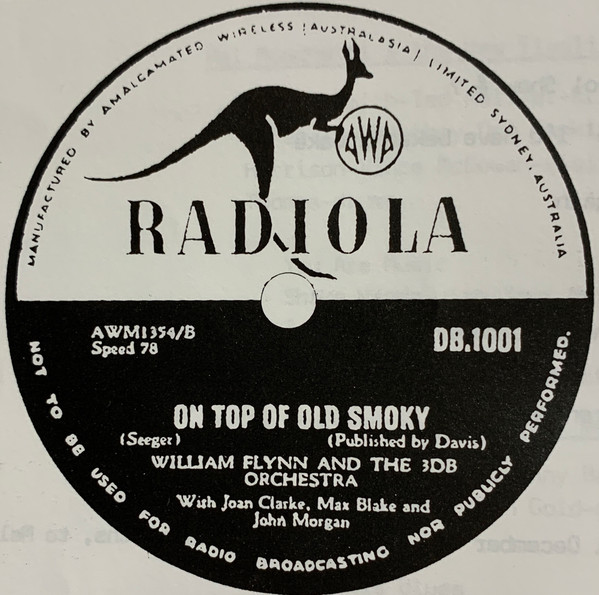 MANUFACTURED BY AMALGAMATED WIRELESS (AUSTRALASIA) LIMITED SYDNEY, AUSTRALIA
AWA
RADIOLA
AWM1354/B
Speed 78
DB.1001
ON TOP OF OLD SMOKY
(Seeger) (Published by Davis)
WILLIAM FLYNN AND THE 3DB
ORCHESTRA
With Joan Clarke, Max Blake and
John Morgan
NOT TO BE USED FOR RADIO BROADCASTING NOR PUBLICLY PERFORMED.